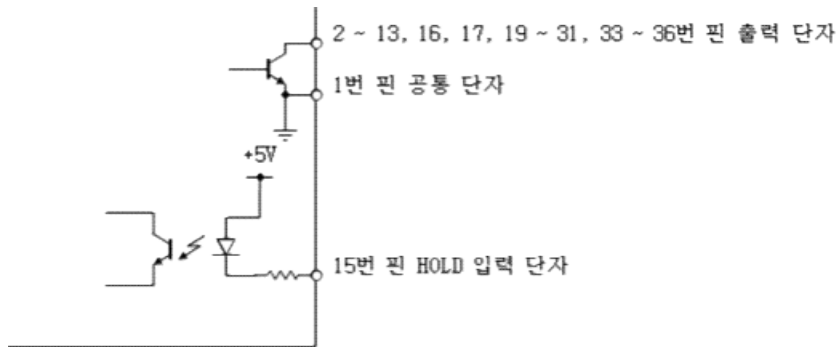 2 ~ 13, 16, 17, 19 ~ 31, 33 ~ 36번 핀 출력 단자
1번 핀 공통 단자
+5V
15번 핀 HOLD 입력 단자